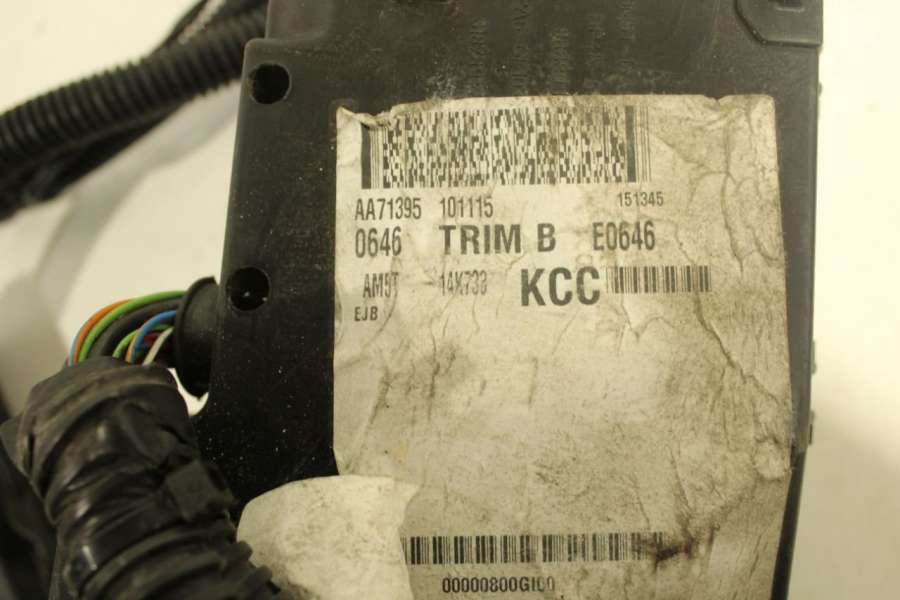 AA71395 101115 151345
0646 TRIM B E0646
AM5T 14K733 KCC
EJB
00000800GI00